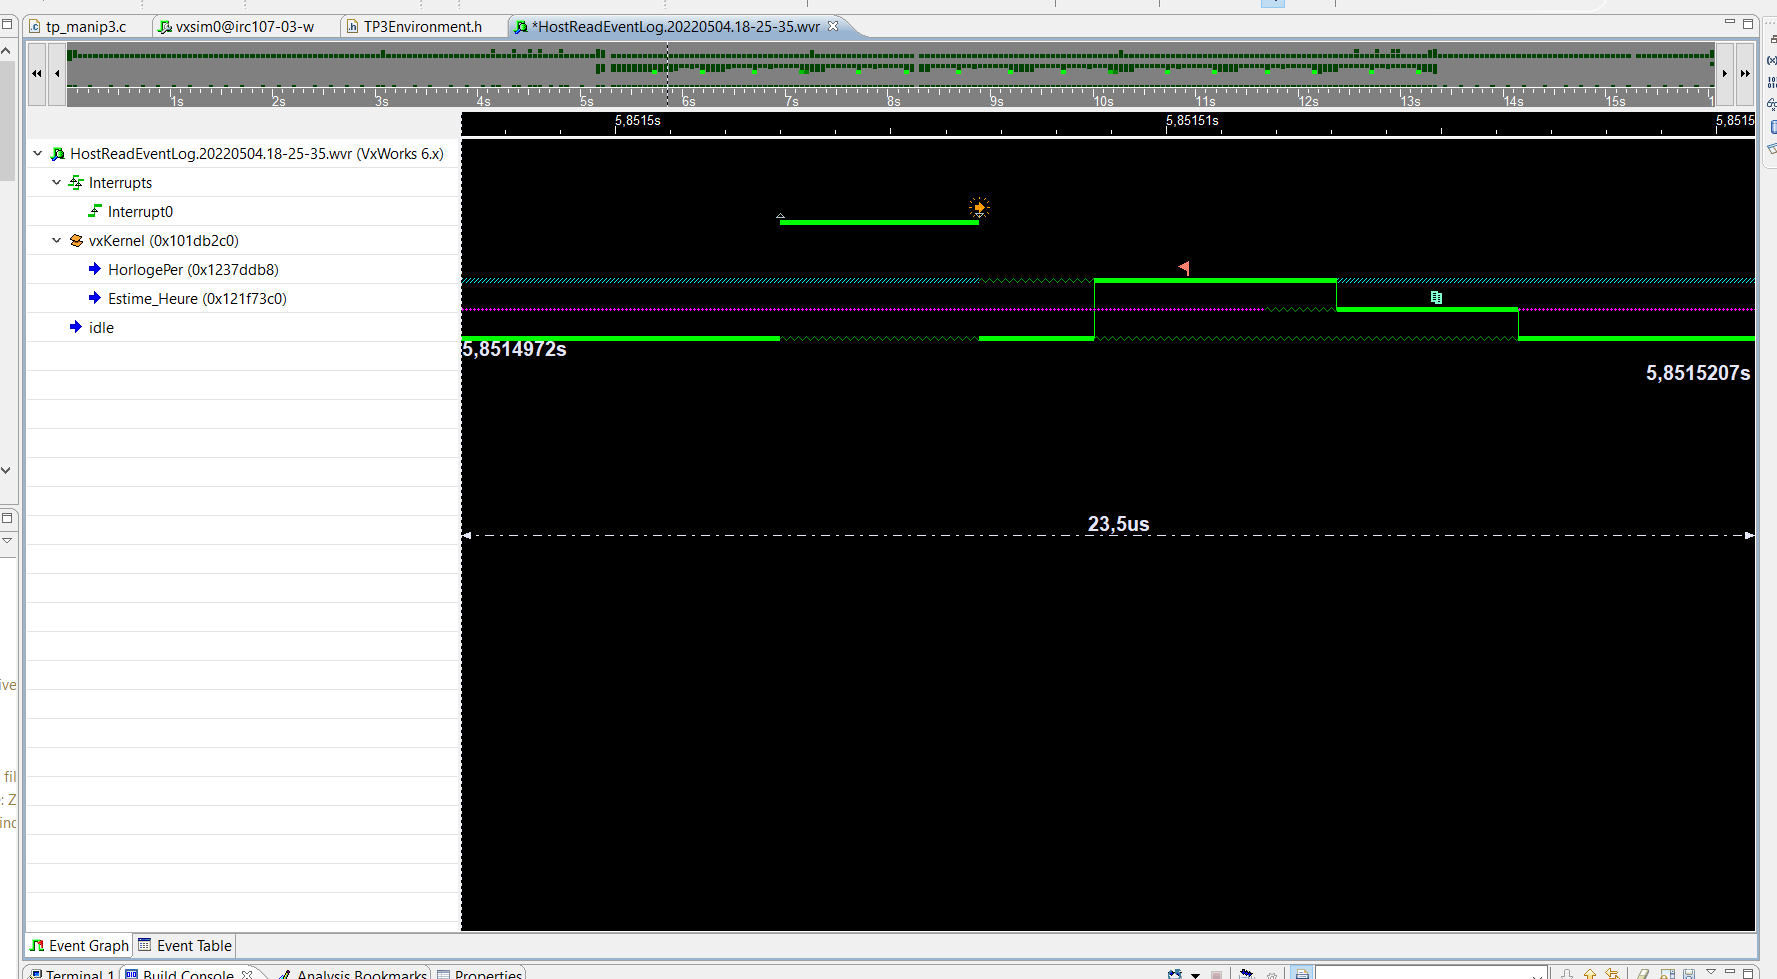 tp_manip3.c vxsim0@irc107-03-w TP3Environment.h *HostReadEventLog.20220504.18-25-35.wvr
1s 2s 3s 4s 5s 6s 7s 8s 9s 10s 11s 12s 13s 14s 15s 1
5,8515s 5,85151s 5,8515
HostReadEventLog.20220504.18-25-35.wvr (VxWorks 6.x)
Interrupts
Interrupt0
vxKernel (0x101db2c0)
HorlogePer (0x1237ddb8)
Estime_Heure (0x121f73c0)
idle
5,8514972s
5,8515207s
23,5us
ive
fil
: Z
inc
Event Graph Event Table
Terminal 1 Build Console Analysis Bookmarks Properties